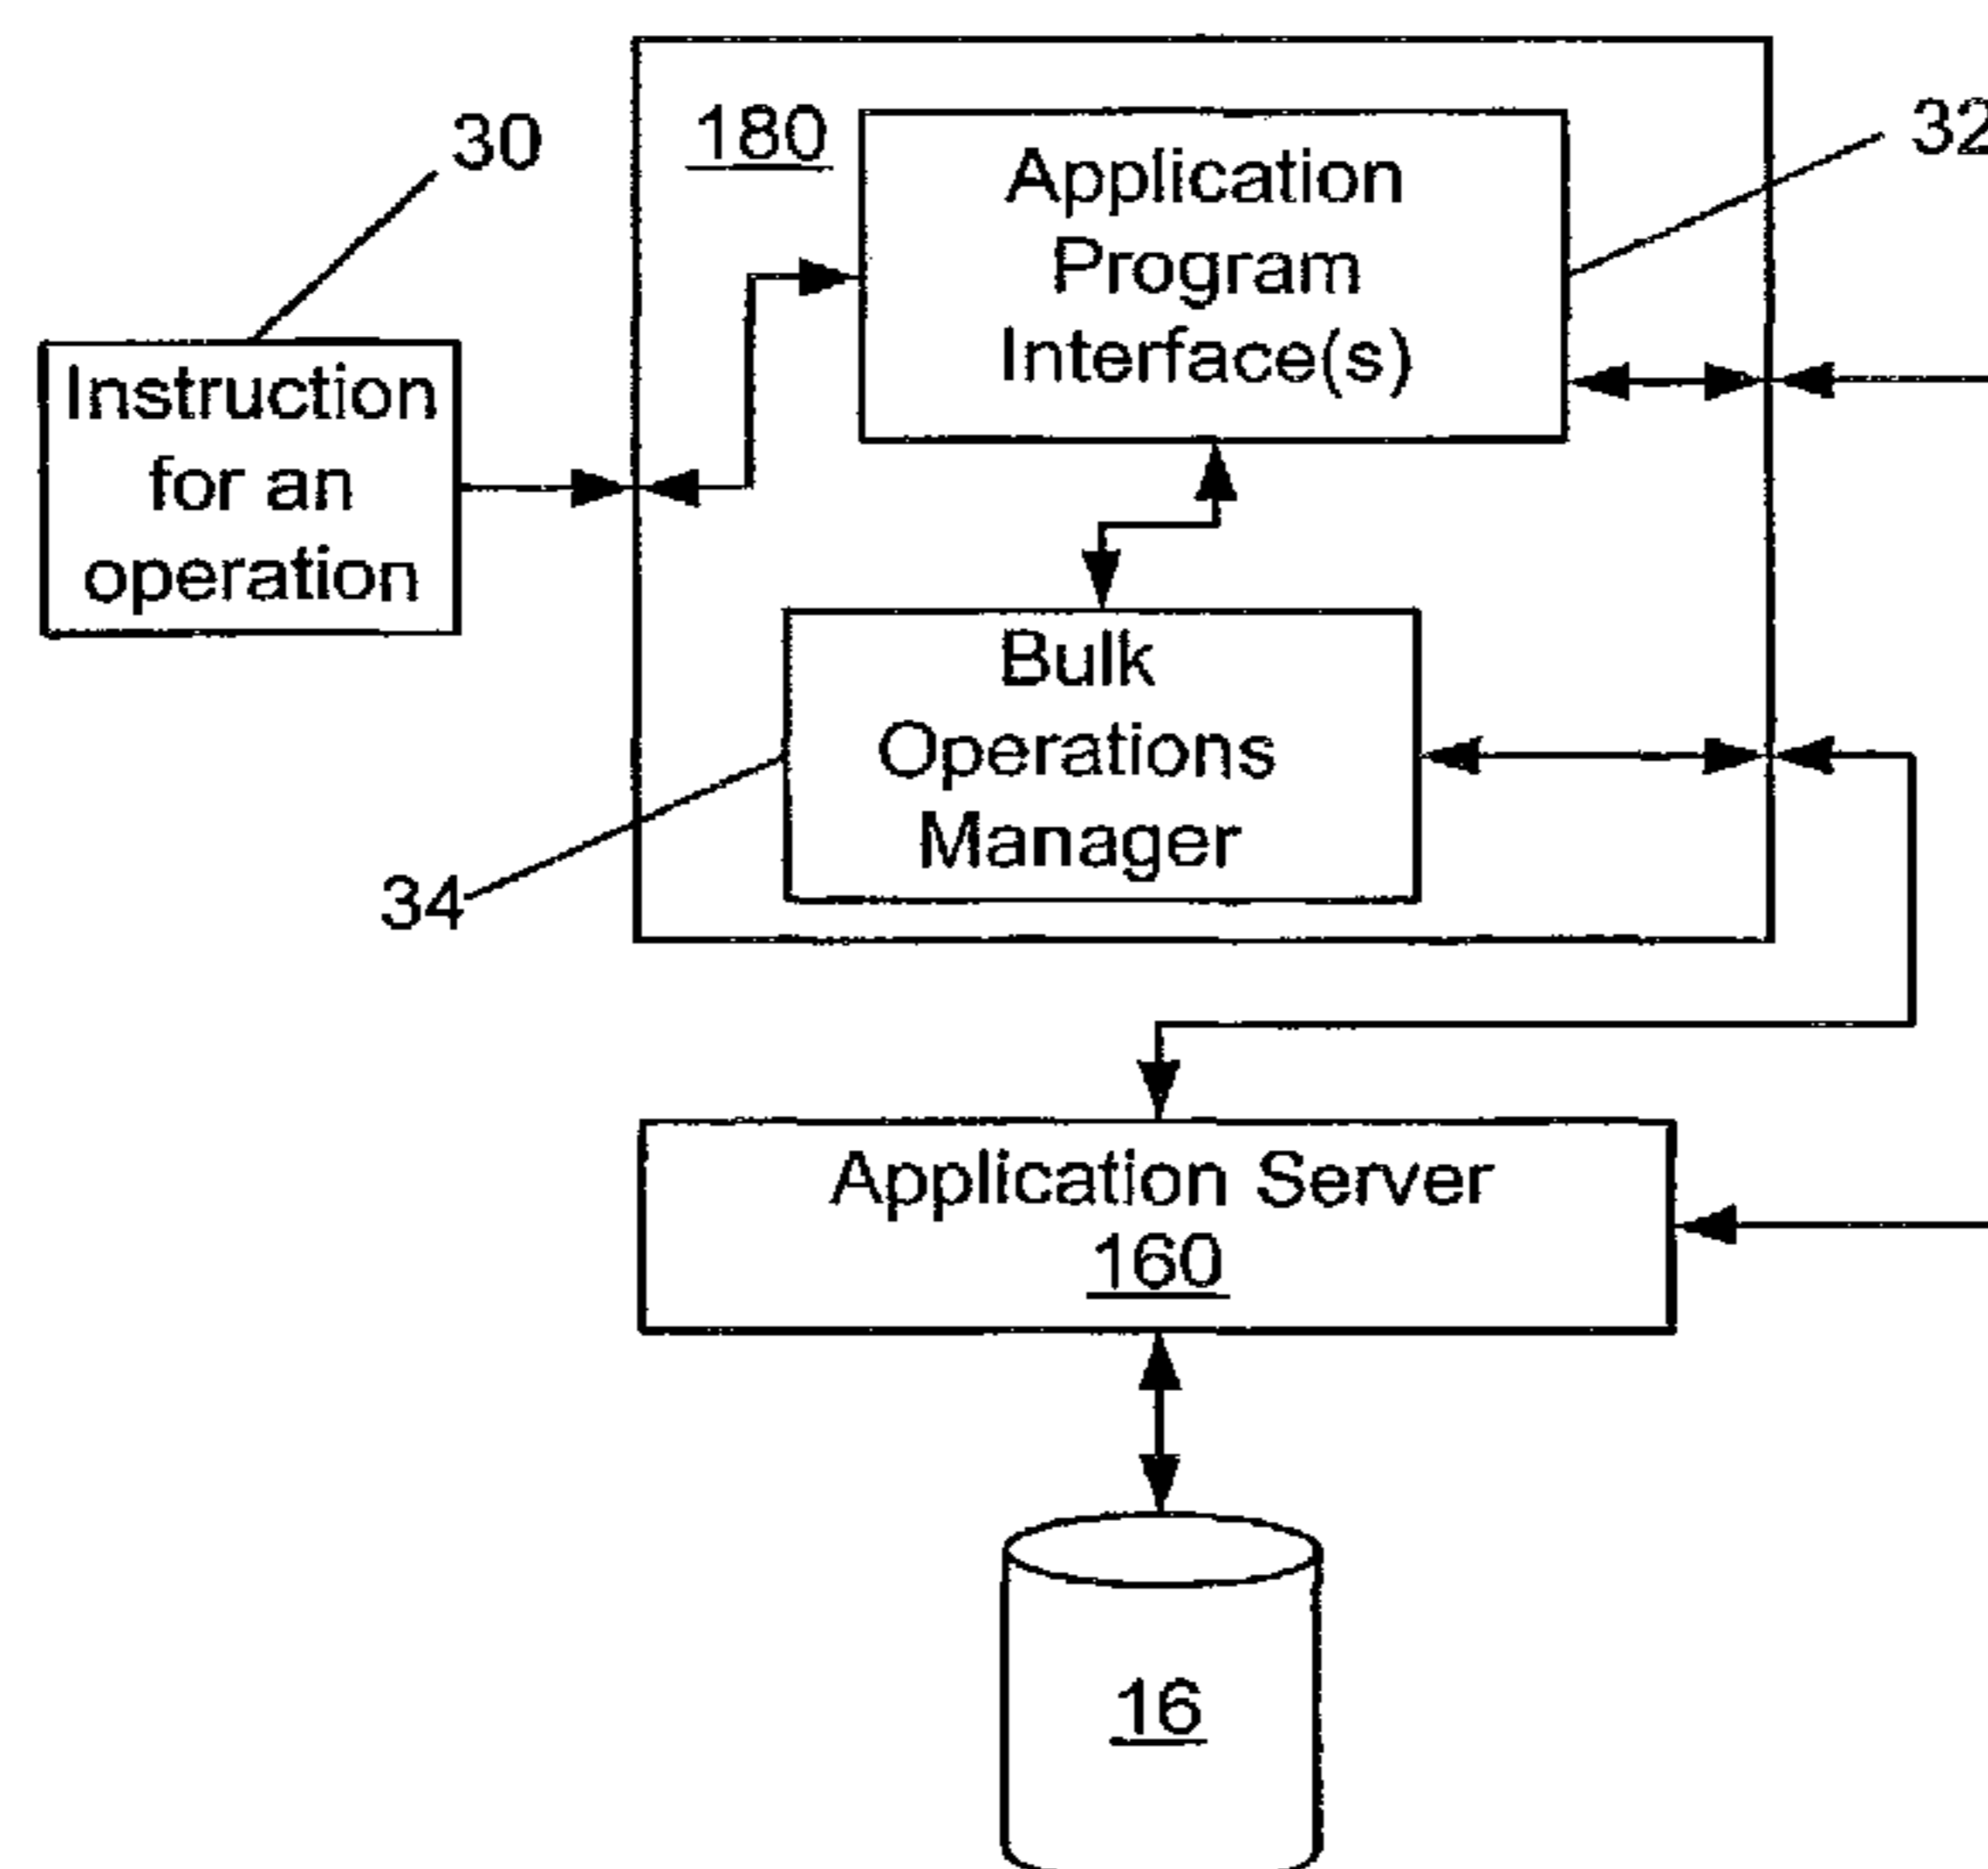 30
180
32
Application
Program
Interface(s)
Instruction
for an
operation
Bulk
Operations
Manager
34
Application Server
160
16